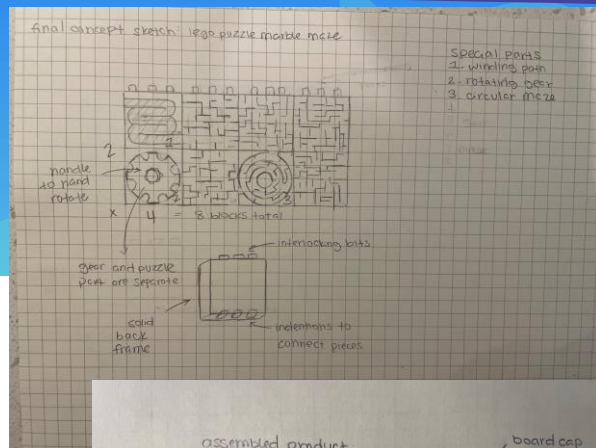 final concept sketch: lego puzzle marble maze
special parts
1. winding path
2. rotating gear
3. circular maze
1
2
handle
to hand
rotate
3
x 4 = 8 blocks total
gear and puzzle
part are separate
interlocking bits
solid
back
frame
indentions to
connect pieces
assembled product
board cap